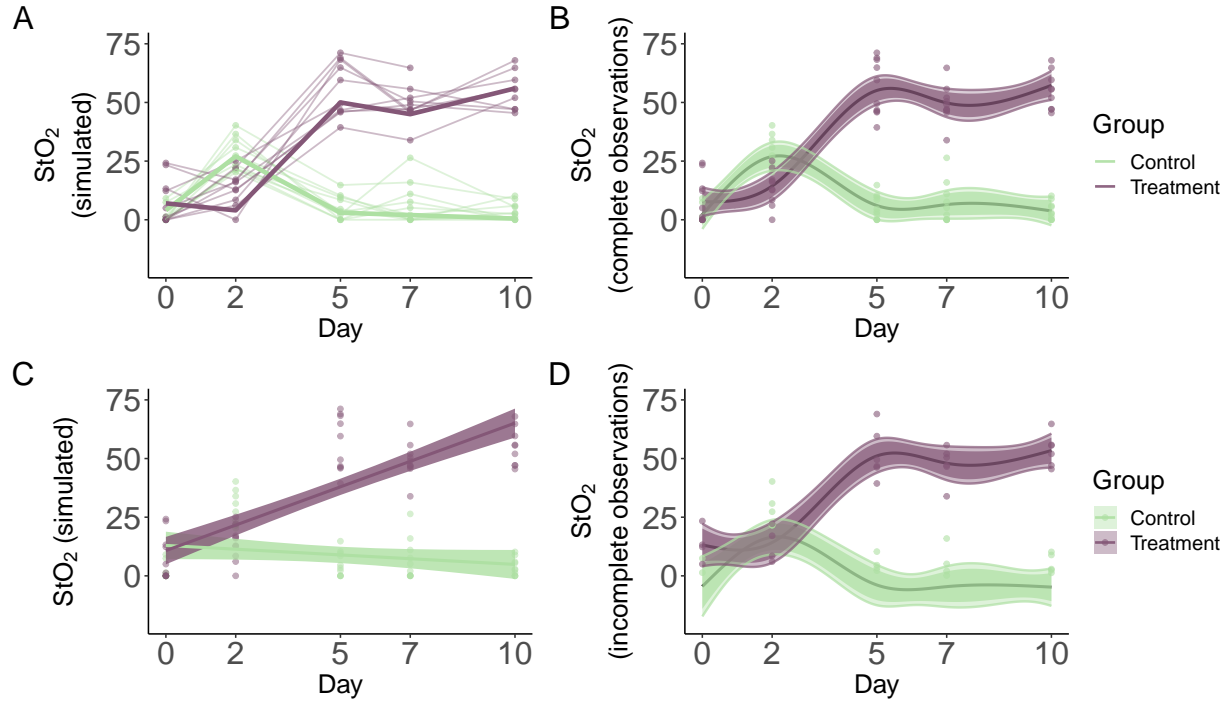 A
StO2
(simulated)
75
50
25
0
0 2 5 7 10
Day
B
StO2
(complete observations)
75
50
25
0
0 2 5 7 10
Day
Group
Control
Treatment
C
StO2 (simulated)
75
50
25
0
0 2 5 7 10
Day
D
StO2
(incomplete observations)
75
50
25
0
0 2 5 7 10
Day
Group
Control
Treatment